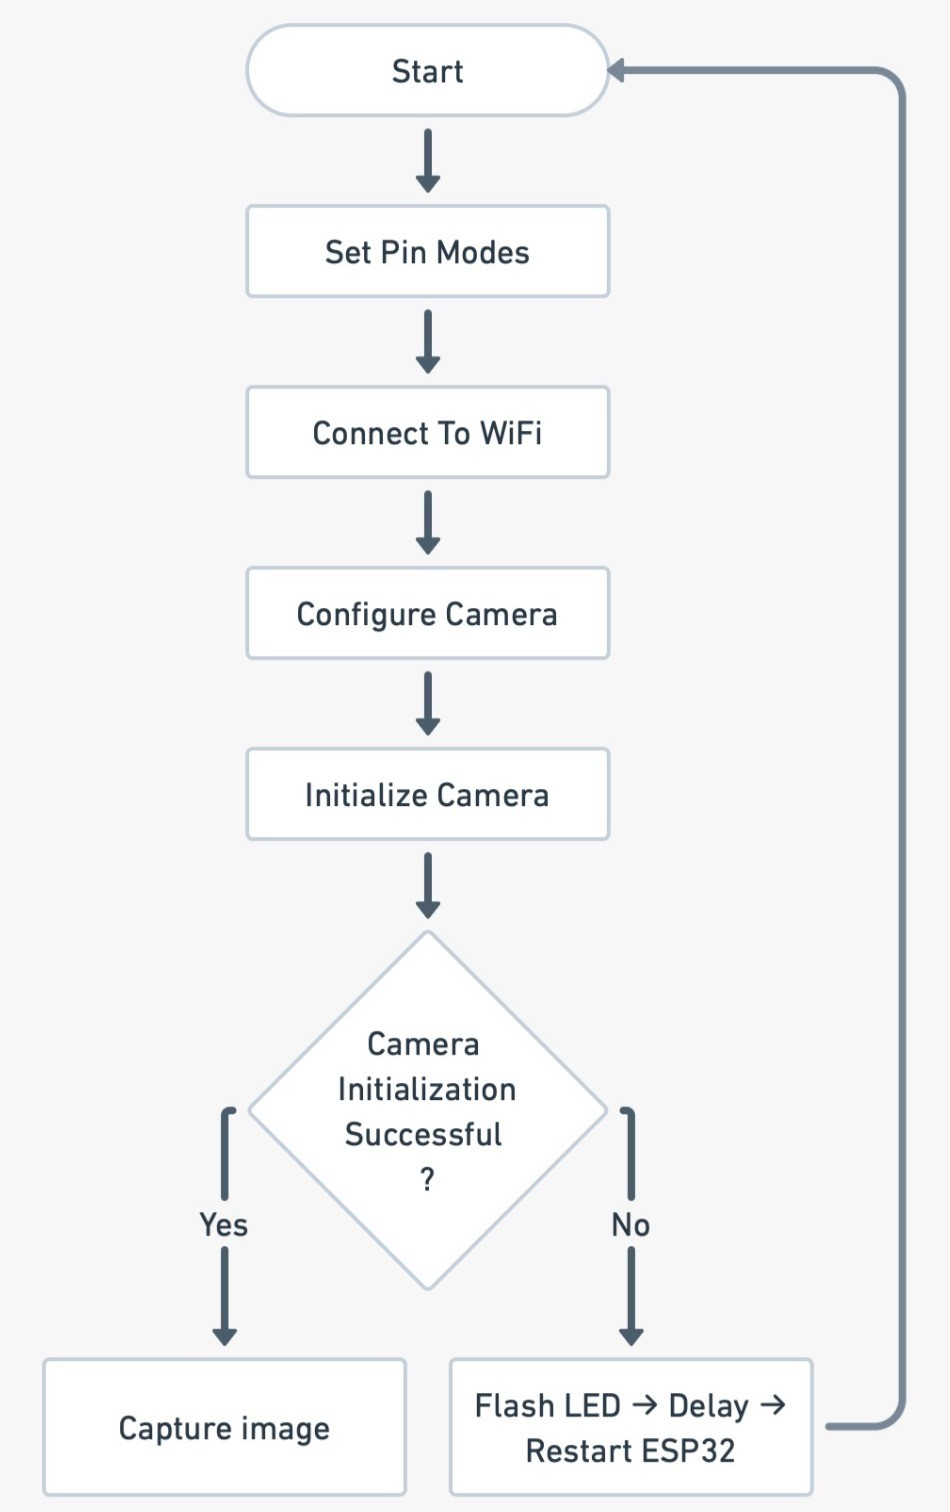 Start
Set Pin Modes
Connect To WiFi
Configure Camera
Initialize Camera
Camera
Initialization
Successful
?
Yes
No
Capture image
Flash LED → Delay →
Restart ESP32